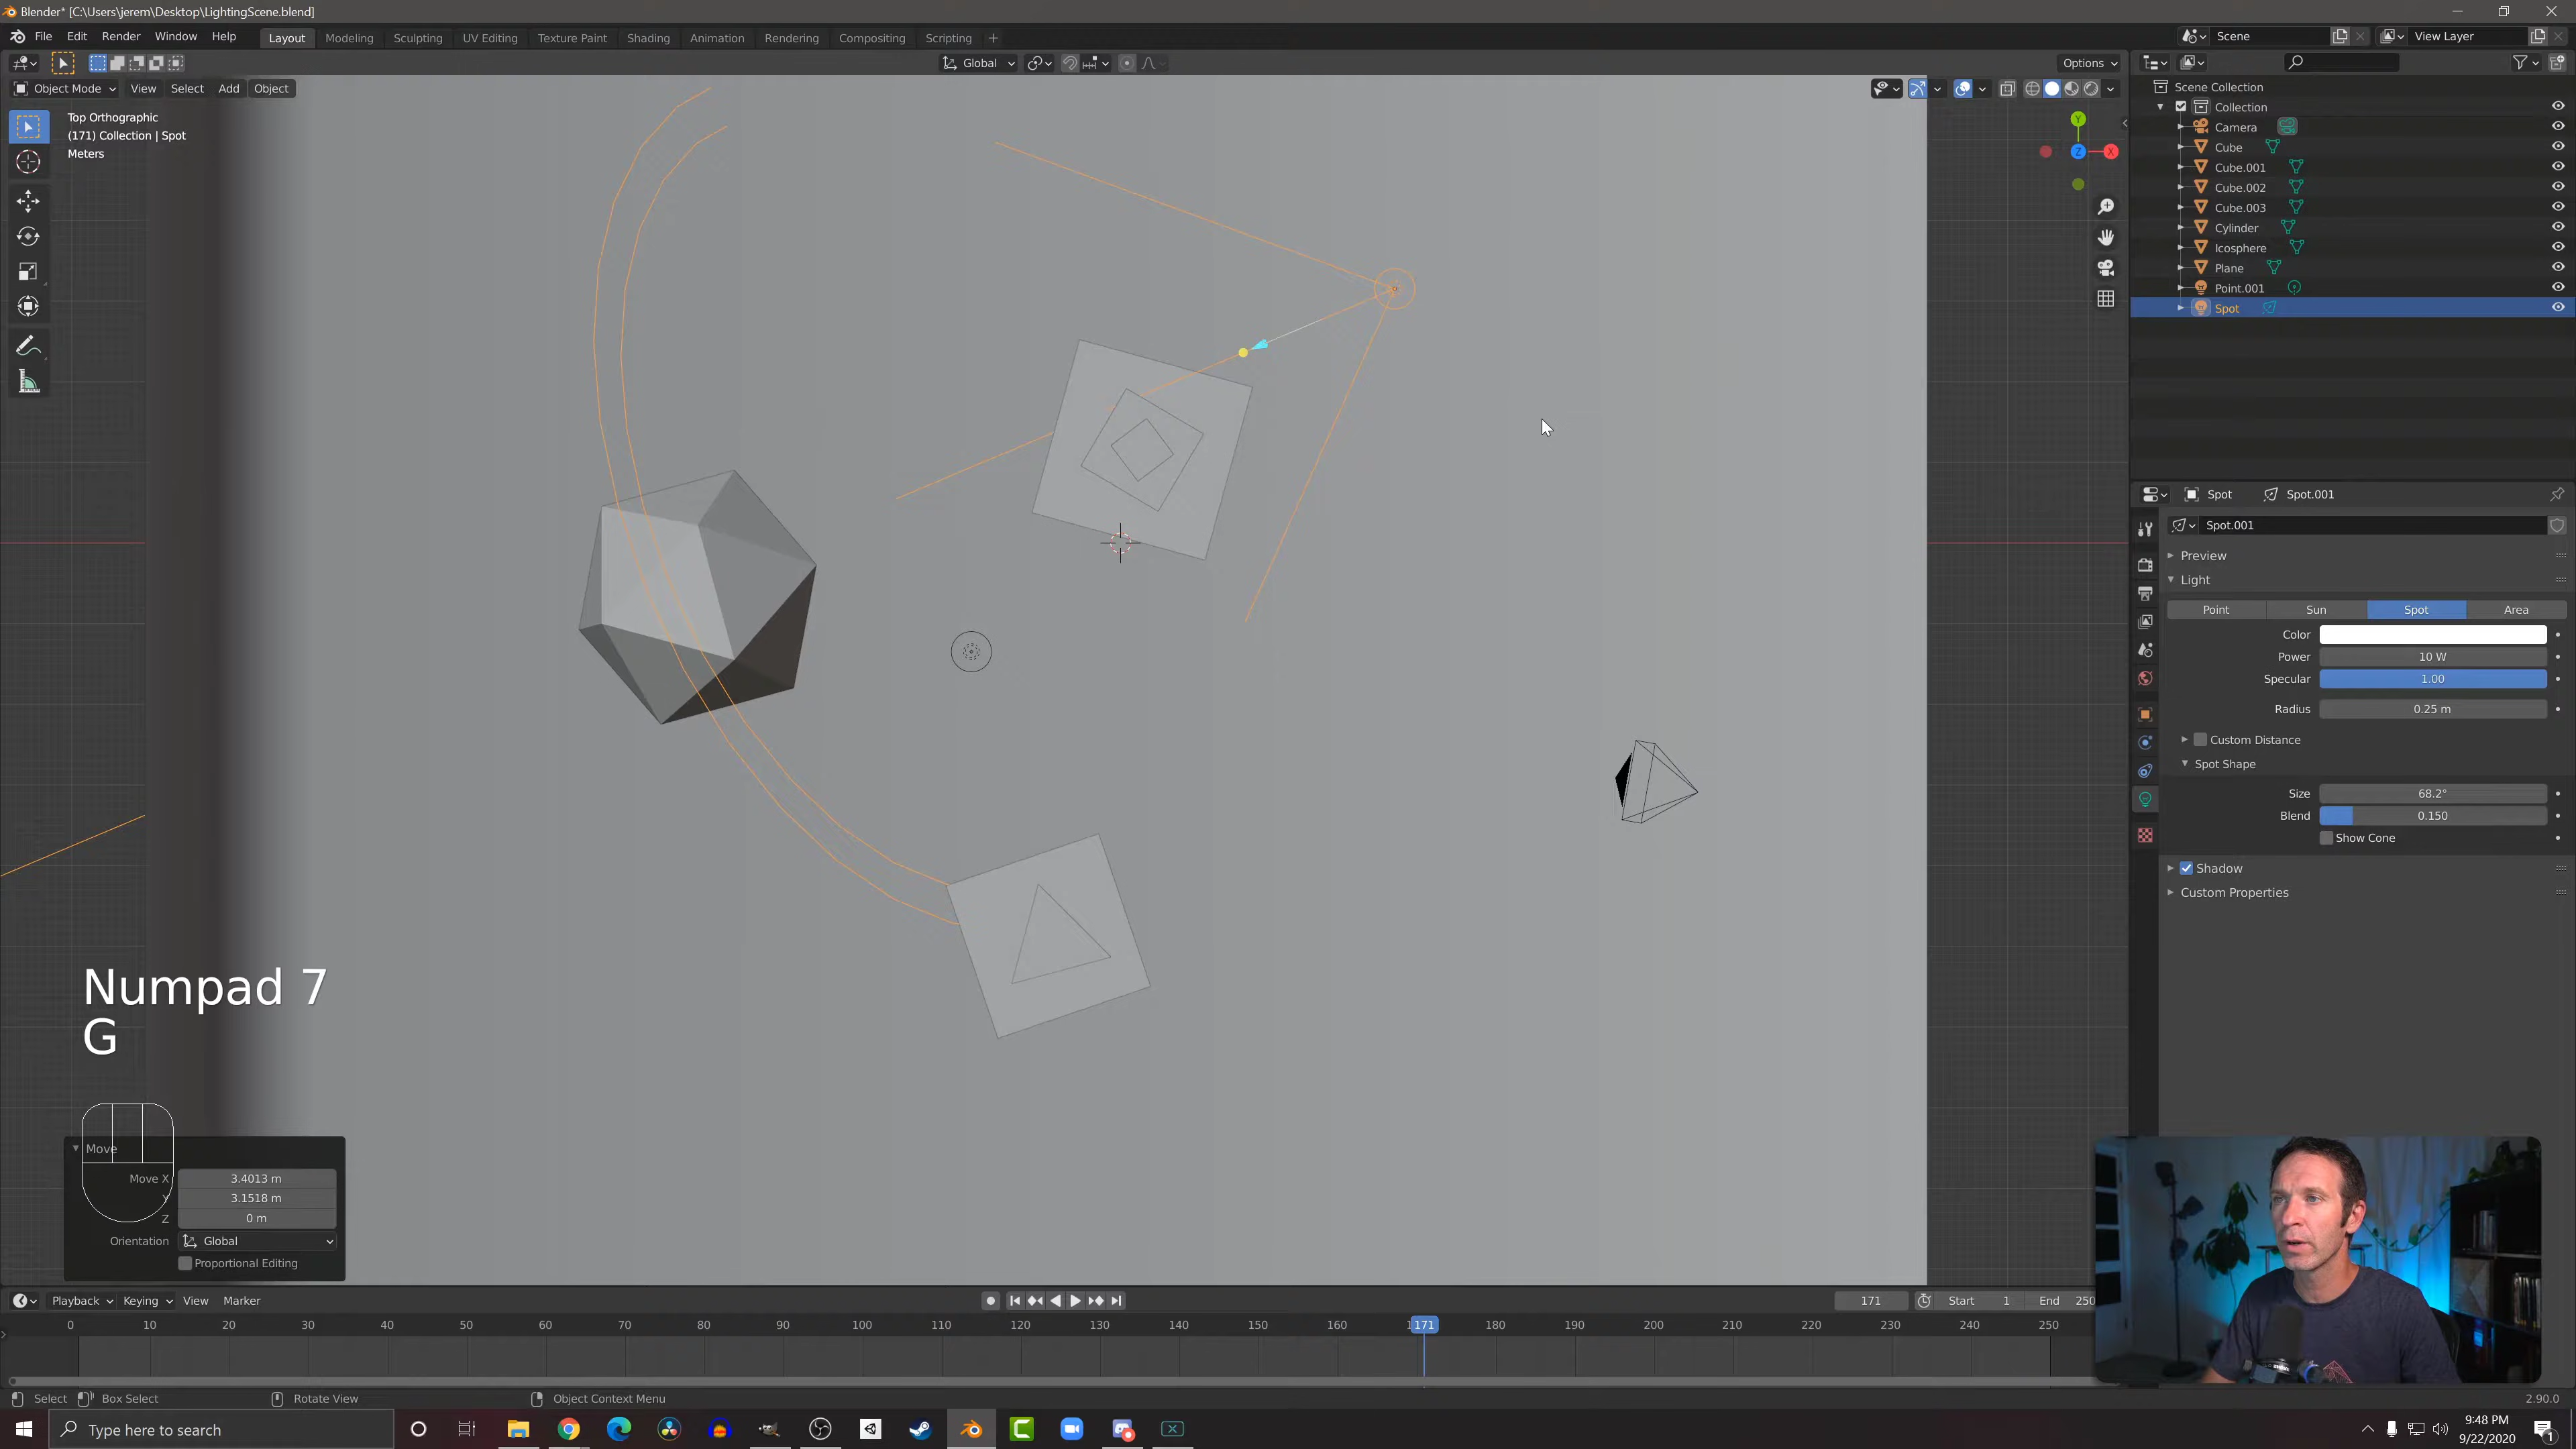 Blender* [C:\Users\jerem\Desktop\LightingScene.blend]
File Edit Render Window Help Layout Modeling Sculpting UV Editing Texture Paint Shading Animation Rendering Compositing Scripting + Scene View Layer
Global Options
Object Mode View Select Add Object
Top Orthographic
(171) Collection | Spot
Meters
Y
Z X
Scene Collection
Collection
Camera
Cube
Cube.001
Cube.002
Cube.003
Cylinder
Icosphere
Plane
Point.001
Spot
Spot Spot.001
Spot.001
Preview
Light
Point Sun Spot Area
Color
Power 10 W
Specular 1.00
Radius 0.25 m
Custom Distance
Spot Shape
Size 68.2°
Blend 0.150
Show Cone
Shadow
Custom Properties
Numpad 7
G
Move
Move X 3.4013 m
3.1518 m
Z 0 m
Orientation Global
Proportional Editing
Playback Keying View Marker 171 Start 1 End 250
0 10 20 30 40 50 60 70 80 90 100 110 120 130 140 150 160 171 180 190 200 210 220 230 240 250
Select Box Select Rotate View Object Context Menu 2.90.0
Type here to search
9:48 PM
9/22/2020